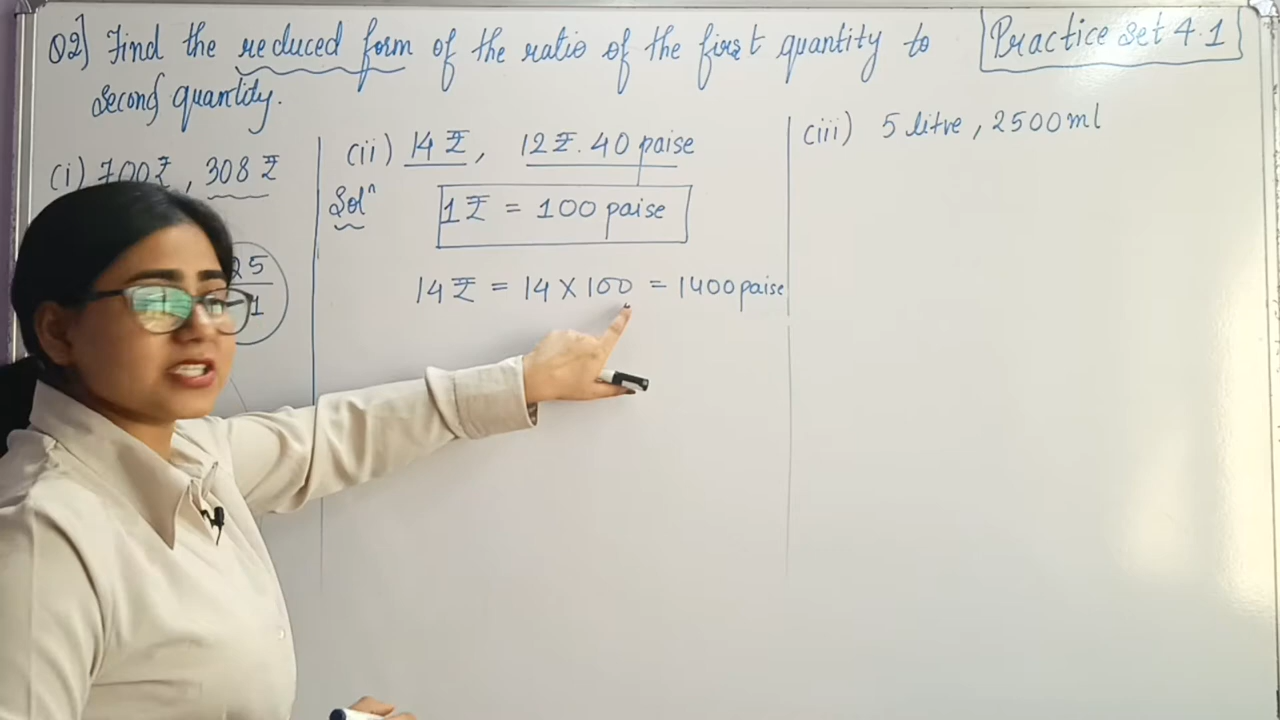 Q2] Find the reduced form of the ratio of the first quantity to
second quantity.
Practice Set 4.1
(i) 700₹, 308 ₹
25
1
(ii) 14 ₹, 12 ₹. 40 paise
Solⁿ
1₹ = 100 paise
14 ₹ = 14 × 100 = 1400 paise
(iii) 5 litre, 2500 ml